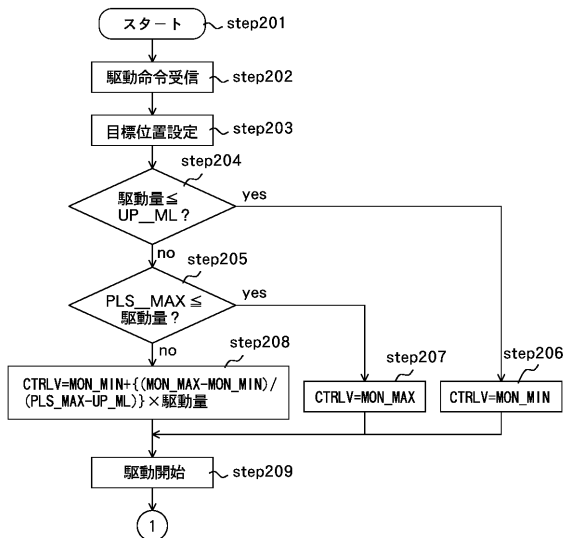 スタート
step201
駆動命令受信
step202
目標位置設定
step203
step204
駆動量≦
UP__ML?
yes
no
step205
PLS__MAX≦
駆動量?
yes
no
step208
CTRLV=MON_MIN+{(MON_MAX-MON_MIN)/
(PLS_MAX-UP_ML)}×駆動量
step207
CTRLV=MON_MAX
step206
CTRLV=MON_MIN
駆動開始
step209
1